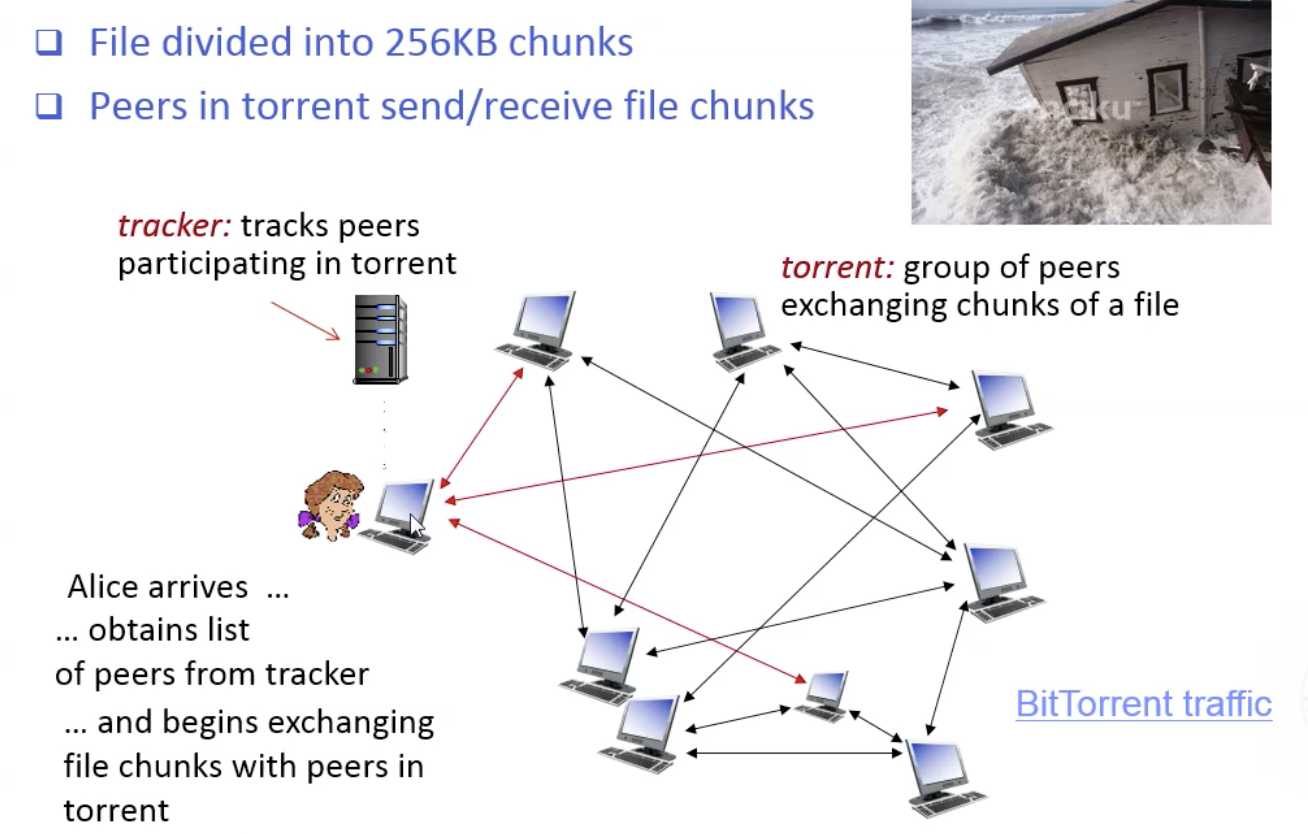 File divided into 256KB chunks
Peers in torrent send/receive file chunks
tracker: tracks peers
participating in torrent
torrent: group of peers
exchanging chunks of a file
Alice arrives ...
... obtains list
of peers from tracker
... and begins exchanging
file chunks with peers in
torrent
BitTorrent traffic